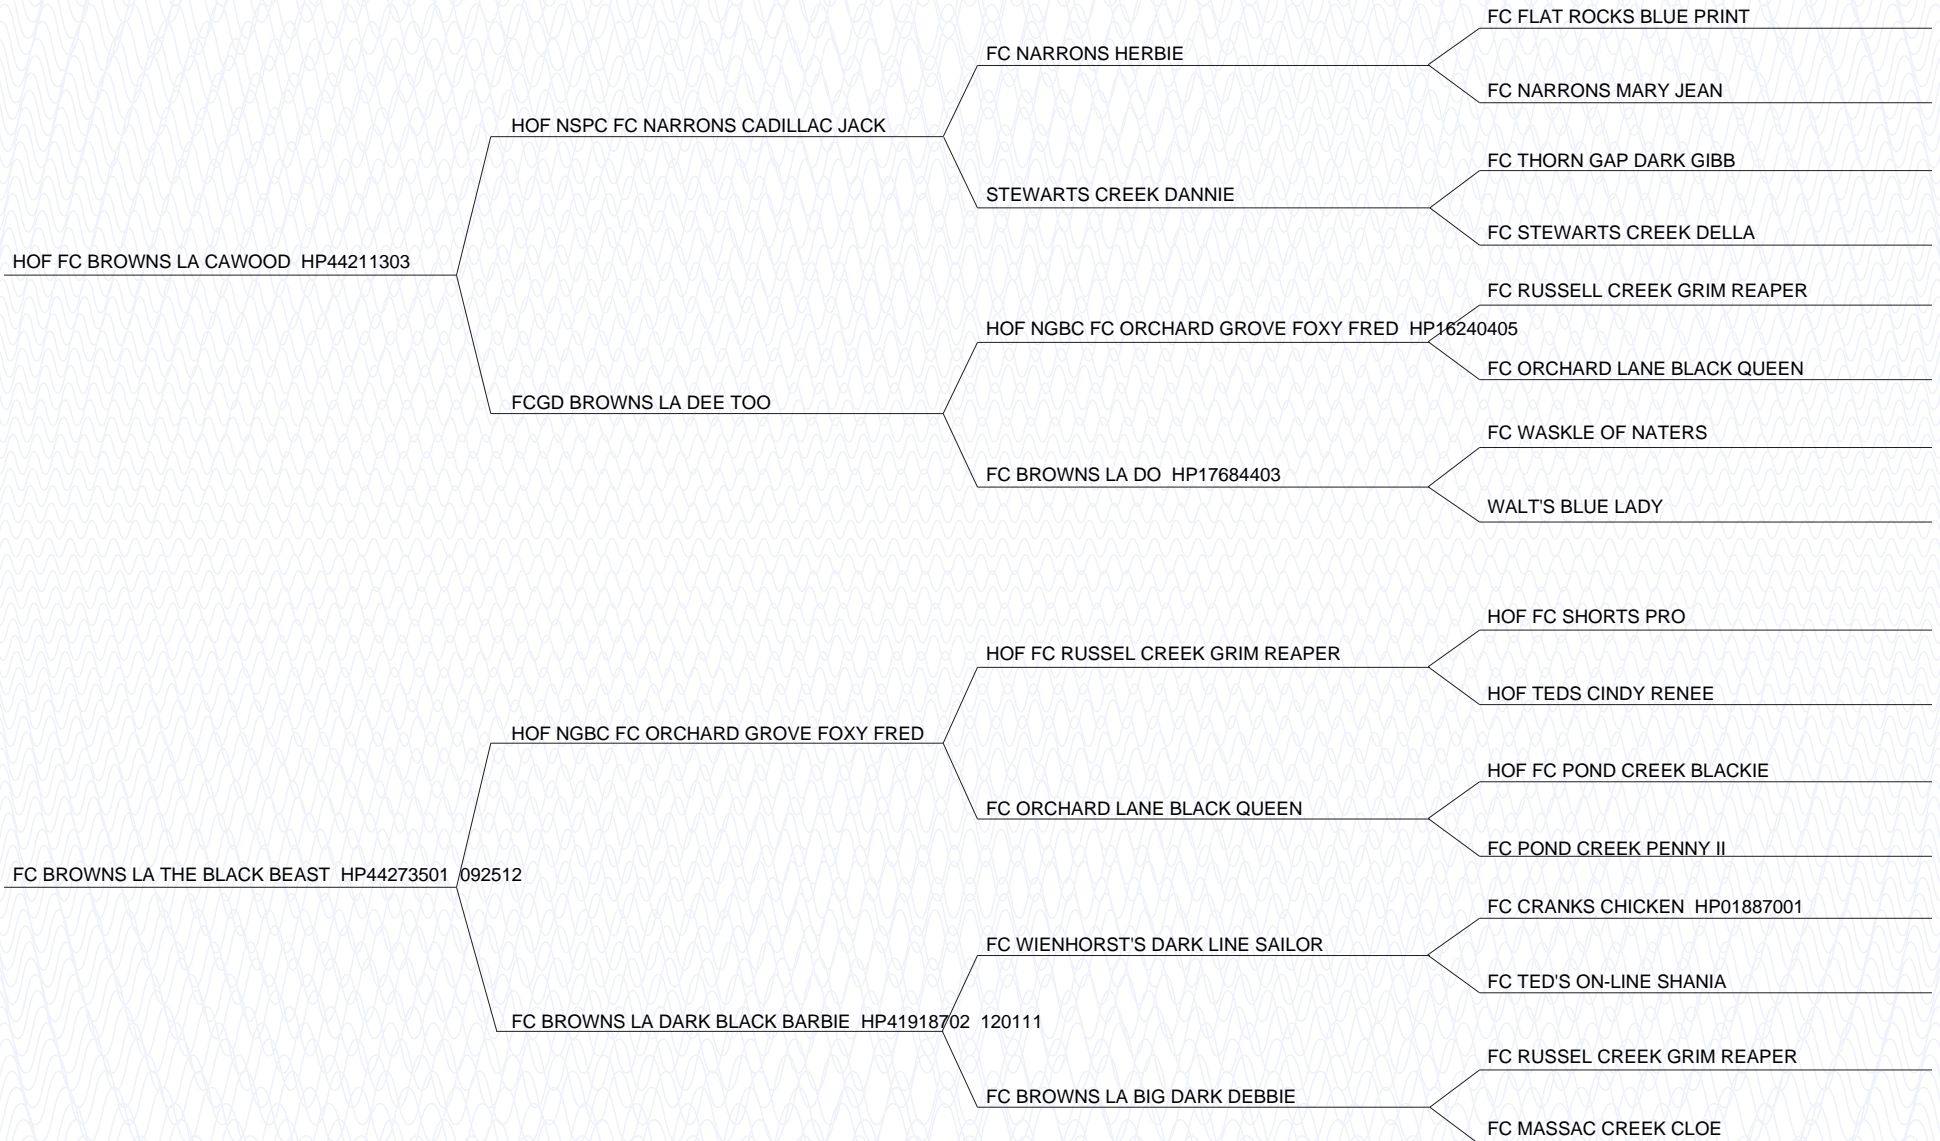 FC FLAT ROCKS BLUE PRINT
FC NARRONS HERBIE
FC NARRONS MARY JEAN
HOF NSPC FC NARRONS CADILLAC JACK
FC THORN GAP DARK GIBB
STEWARTS CREEK DANNIE
FC STEWARTS CREEK DELLA
HOF FC BROWNS LA CAWOOD HP44211303
FC RUSSELL CREEK GRIM REAPER
HOF NGBC FC ORCHARD GROVE FOXY FRED HP16240405
FC ORCHARD LANE BLACK QUEEN
FCGD BROWNS LA DEE TOO
FC WASKLE OF NATERS
FC BROWNS LA DO HP17684403
WALT'S BLUE LADY
HOF FC SHORTS PRO
HOF FC RUSSEL CREEK GRIM REAPER
HOF TEDS CINDY RENEE
HOF NGBC FC ORCHARD GROVE FOXY FRED
HOF FC POND CREEK BLACKIE
FC ORCHARD LANE BLACK QUEEN
FC POND CREEK PENNY II
FC BROWNS LA THE BLACK BEAST HP44273501 092512
FC CRANKS CHICKEN HP01887001
FC WIENHORST'S DARK LINE SAILOR
FC TED'S ON-LINE SHANIA
FC BROWNS LA DARK BLACK BARBIE HP41918702 120111
FC RUSSEL CREEK GRIM REAPER
FC BROWNS LA BIG DARK DEBBIE
FC MASSAC CREEK CLOE